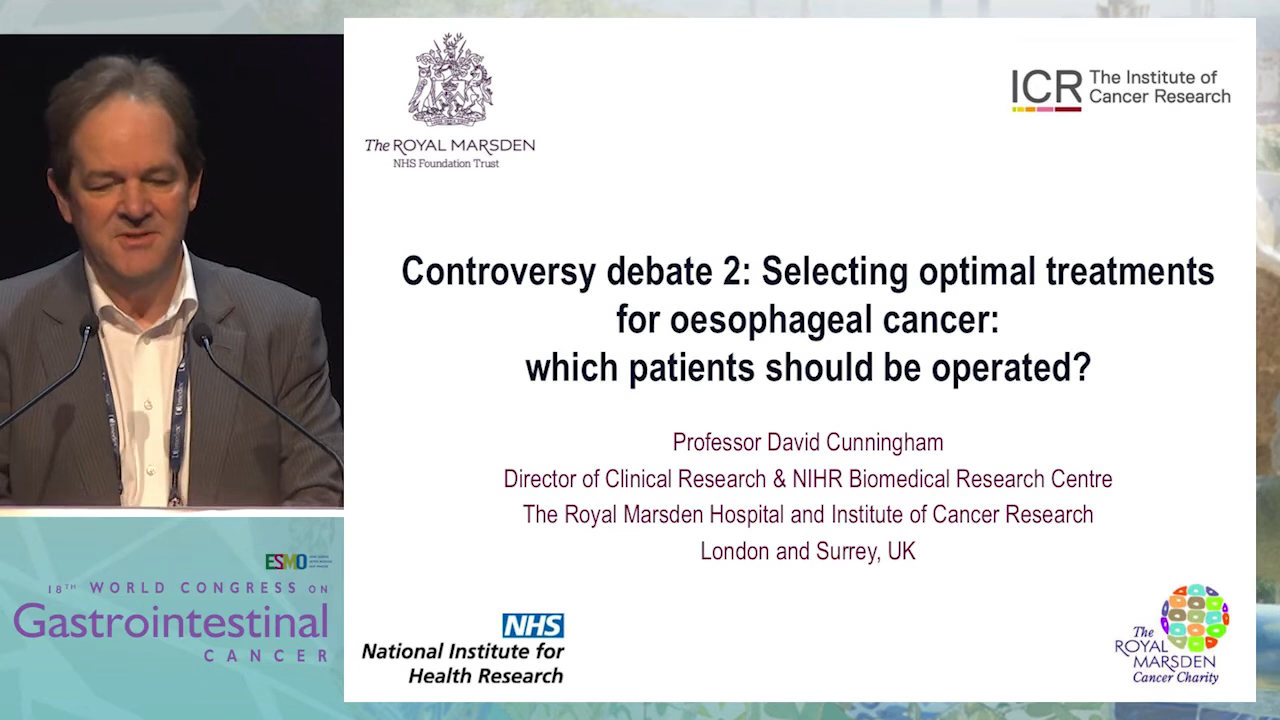 The ROYAL MARSDEN
NHS Foundation Trust
ICR The Institute of
Cancer Research
Controversy debate 2: Selecting optimal treatments
for oesophageal cancer:
which patients should be operated?
Professor David Cunningham
Director of Clinical Research & NIHR Biomedical Research Centre
The Royal Marsden Hospital and Institute of Cancer Research
London and Surrey, UK
ESMO
18TH WORLD CONGRESS ON
Gastrointestinal
CANCER
NHS
National Institute for
Health Research
The
ROYAL
MARSDEN
Cancer Charity